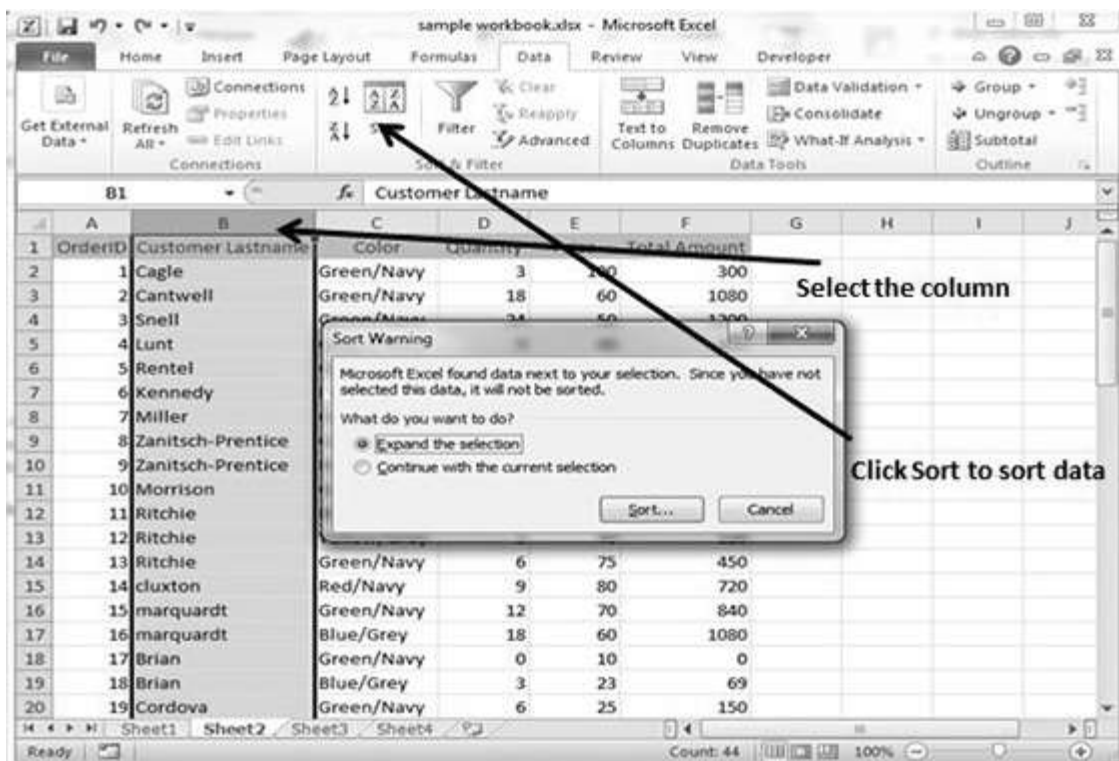 sample workbook.xlsx - Microsoft Excel
File Home Insert Page Layout Formulas Data Review View Developer
Get External Data
Refresh All
Connections
Properties
Edit Links
Connections
Filter
Clear
Reapply
Advanced
Sort & Filter
Text to Columns
Remove Duplicates
Data Validation
Consolidate
What-If Analysis
Data Tools
Group
Ungroup
Subtotal
Outline
B1 fx Customer Lastname
A B C D E F G H I J
1 OrderID Customer Lastname Color Quantity Total Amount
2 1 Cagle Green/Navy 3 100 300
3 2 Cantwell Green/Navy 18 60 1080
4 3 Snell Green/Navy 24 50 1200
5 4 Lunt
6 5 Rentel
7 6 Kennedy
8 7 Miller
9 8 Zanitsch-Prentice
10 9 Zanitsch-Prentice
11 10 Morrison
12 11 Ritchie
13 12 Ritchie
14 13 Ritchie Green/Navy 6 75 450
15 14 cluxton Red/Navy 9 80 720
16 15 marquardt Green/Navy 12 70 840
17 16 marquardt Blue/Grey 18 60 1080
18 17 Brian Green/Navy 0 10 0
19 18 Brian Blue/Grey 3 23 69
20 19 Cordova Green/Navy 6 25 150
Select the column
Sort Warning
Microsoft Excel found data next to your selection. Since you have not
selected this data, it will not be sorted.
What do you want to do?
Expand the selection
Continue with the current selection
Sort... Cancel
Click Sort to sort data
Sheet1 Sheet2 Sheet3 Sheet4
Ready Count: 44 100%